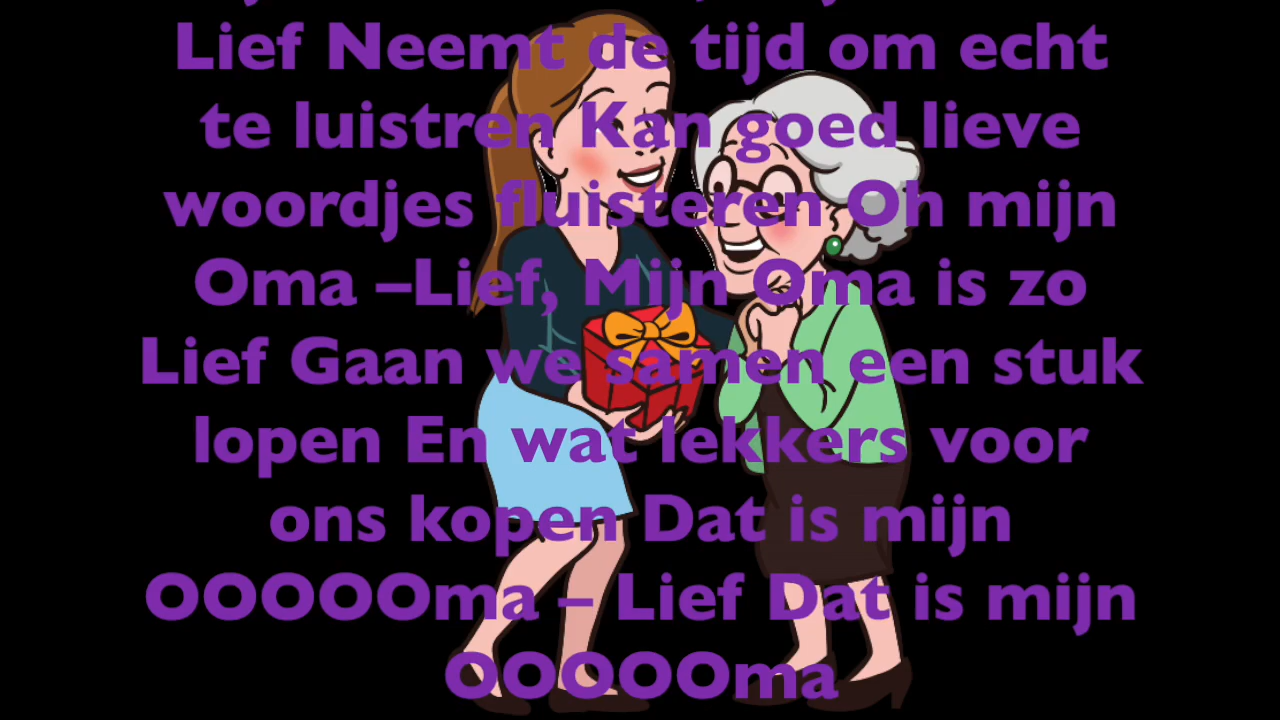 Lief Neemt de tijd om echt
te luistren Kan goed lieve
woordjes fluisteren Oh mijn
Oma –Lief, Mijn Oma is zo
Lief Gaan we samen een stuk
lopen En wat lekkers voor
ons kopen Dat is mijn
OOOOOma – Lief Dat is mijn
OOOOOma